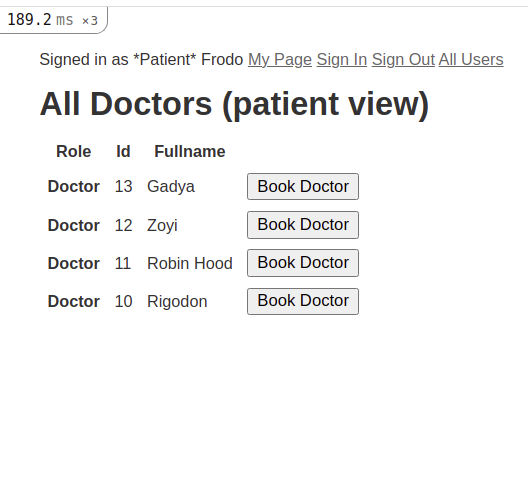 189.2 ms ×3
Signed in as *Patient* Frodo My Page Sign In Sign Out All Users
All Doctors (patient view)
Role Id Fullname
Doctor 13 Gadya Book Doctor
Doctor 12 Zoyi Book Doctor
Doctor 11 Robin Hood Book Doctor
Doctor 10 Rigodon Book Doctor